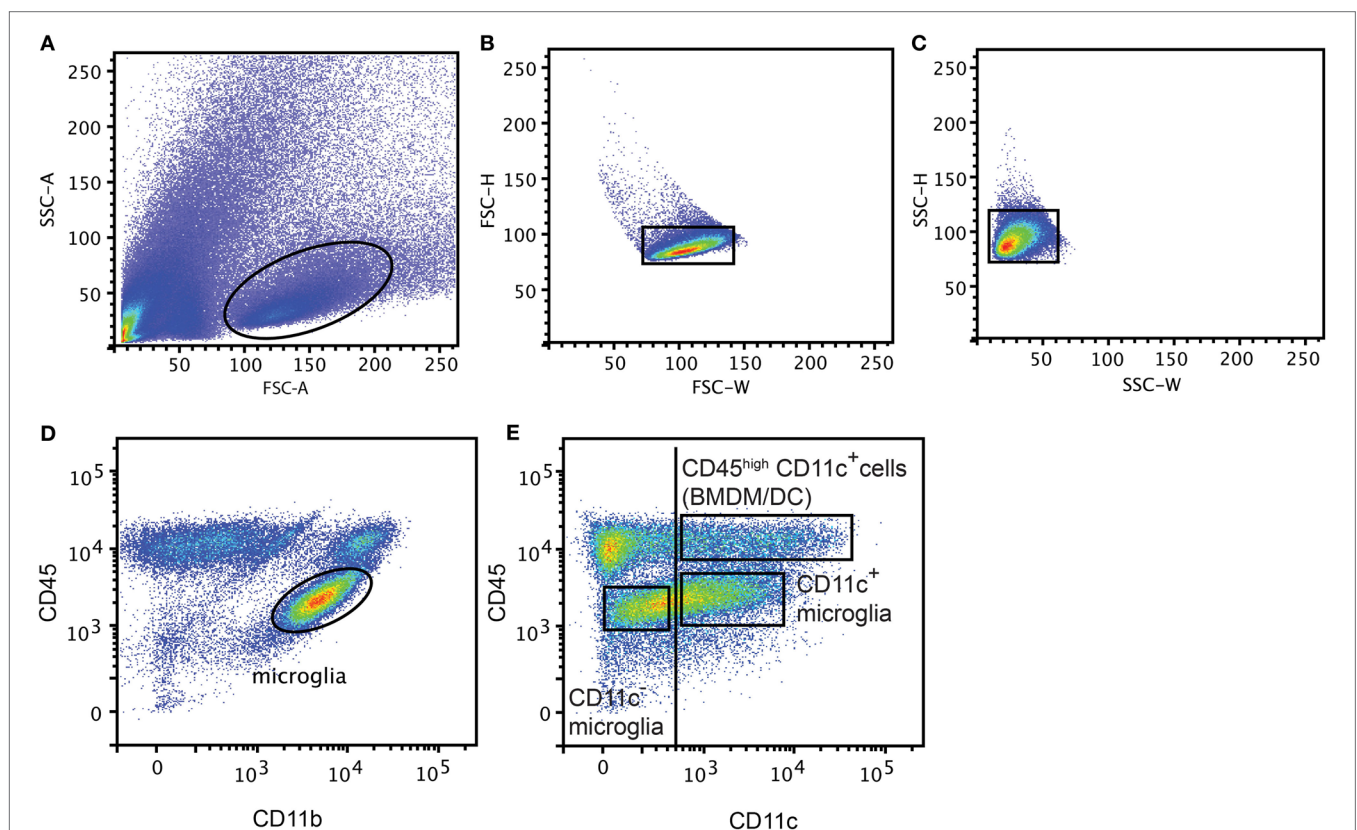 A
SSC-A
250
200
150
100
50
50
100
150
200
250
FSC-A
B
FSC-H
250
200
150
100
50
50
100
150
200
250
FSC-W
C
SSC-H
250
200
150
100
50
50
100
150
200
250
SSC-W
D
CD45
10⁵
10⁴
10³
0
microglia
0
10³
10⁴
10⁵
CD11b
E
CD45
10⁵
10⁴
10³
0
CD45ʰⁱᵍʰ CD11c⁺ cells
(BMDM/DC)
CD11c⁺
microglia
CD11c⁻
microglia
0
10³
10⁴
10⁵
CD11c